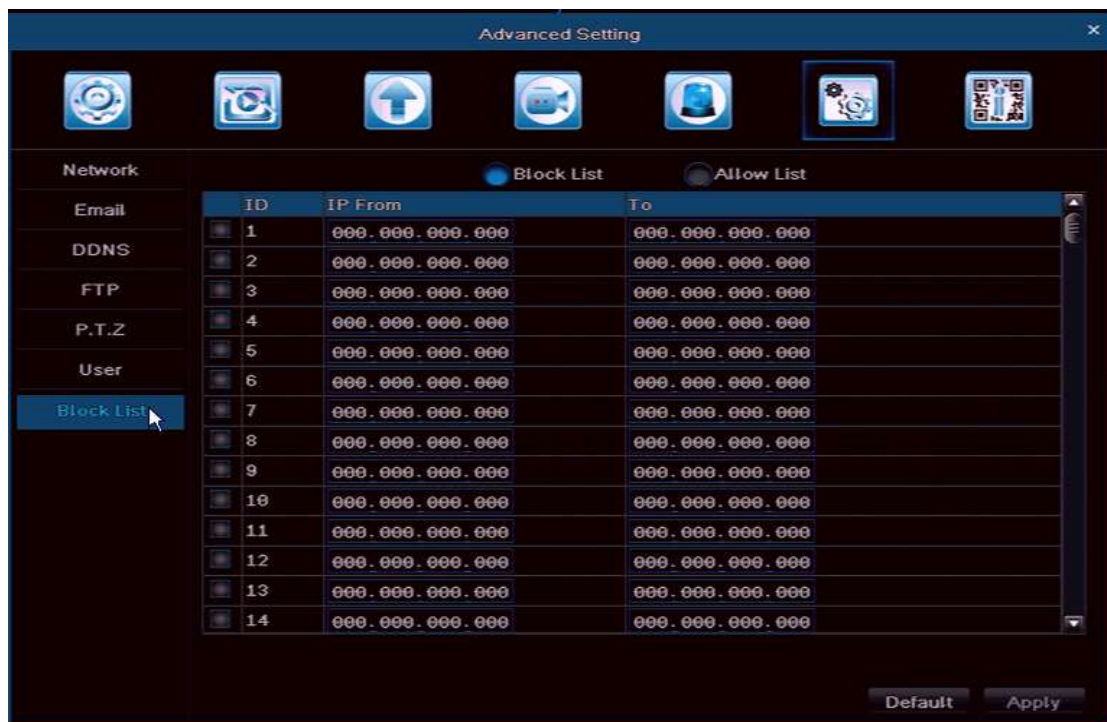 Advanced Setting ×
Network
Email
DDNS
FTP
P.T.Z
User
Block List
Block List Allow List
ID IP From To
1 000.000.000.000 000.000.000.000
2 000.000.000.000 000.000.000.000
3 000.000.000.000 000.000.000.000
4 000.000.000.000 000.000.000.000
5 000.000.000.000 000.000.000.000
6 000.000.000.000 000.000.000.000
7 000.000.000.000 000.000.000.000
8 000.000.000.000 000.000.000.000
9 000.000.000.000 000.000.000.000
10 000.000.000.000 000.000.000.000
11 000.000.000.000 000.000.000.000
12 000.000.000.000 000.000.000.000
13 000.000.000.000 000.000.000.000
14 000.000.000.000 000.000.000.000
Default Apply